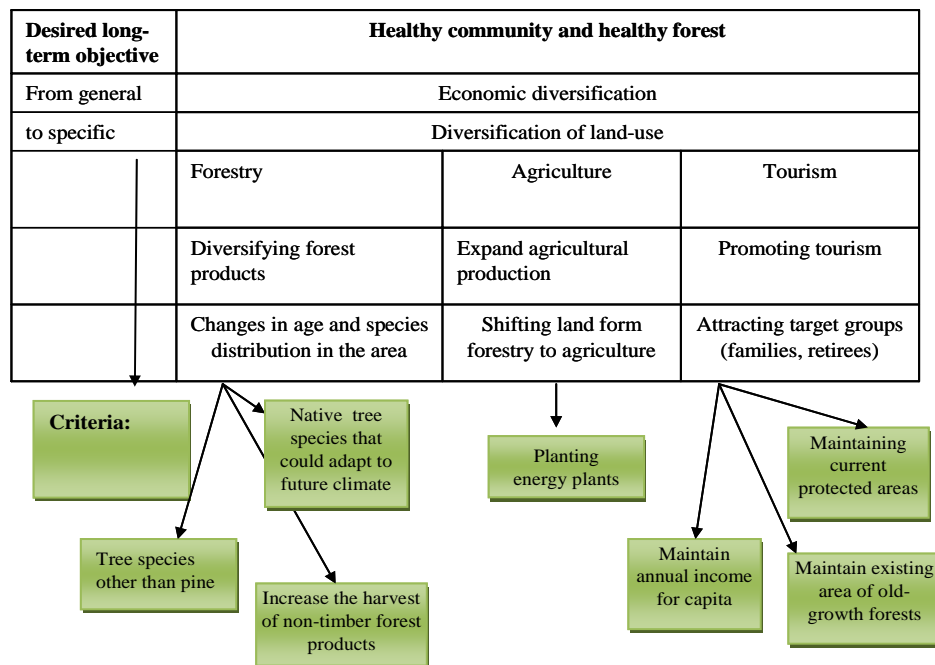 Desired long-
term objective
Healthy community and healthy forest
From general
Economic diversification
to specific
Diversification of land-use
Forestry
Agriculture
Tourism
Diversifying forest
products
Expand agricultural
production
Promoting tourism
Changes in age and species
distribution in the area
Shifting land form
forestry to agriculture
Attracting target groups
(families, retirees)
Criteria:
Native tree
species that
could adapt to
future climate
Planting
energy plants
Maintaining
current
protected areas
Tree species
other than pine
Increase the harvest
of non-timber forest
products
Maintain
annual income
for capita
Maintain existing
area of old-
growth forests